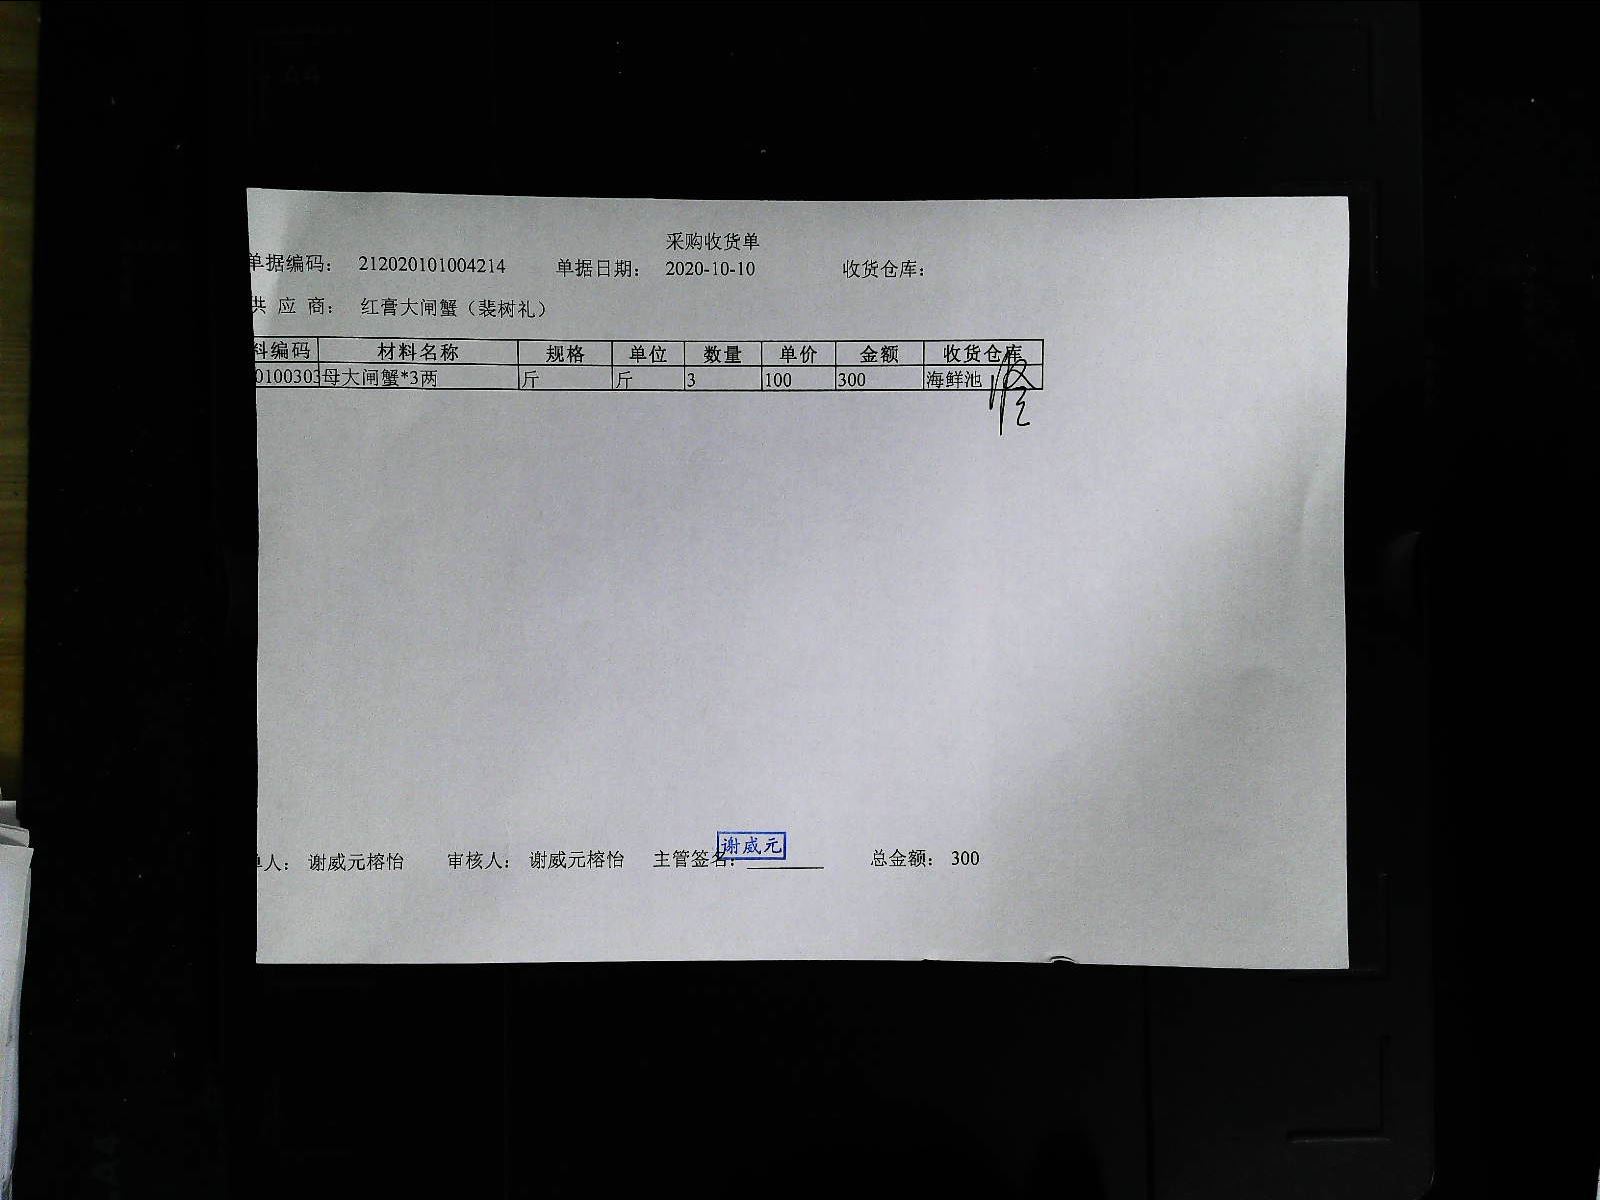 采购收货单
单据编码： 212020101004214 单据日期： 2020-10-10 收货仓库：
供 应 商： 红膏大闸蟹（裴树礼）
料编码 材料名称 规格 单位 数量 单价 金额 收货仓库
0100303 母大闸蟹*3两 斤 斤 3 100 300 海鲜池
谢威元
单人： 谢威元榕怡 审核人： 谢威元榕怡 主管签名： 总金额： 300